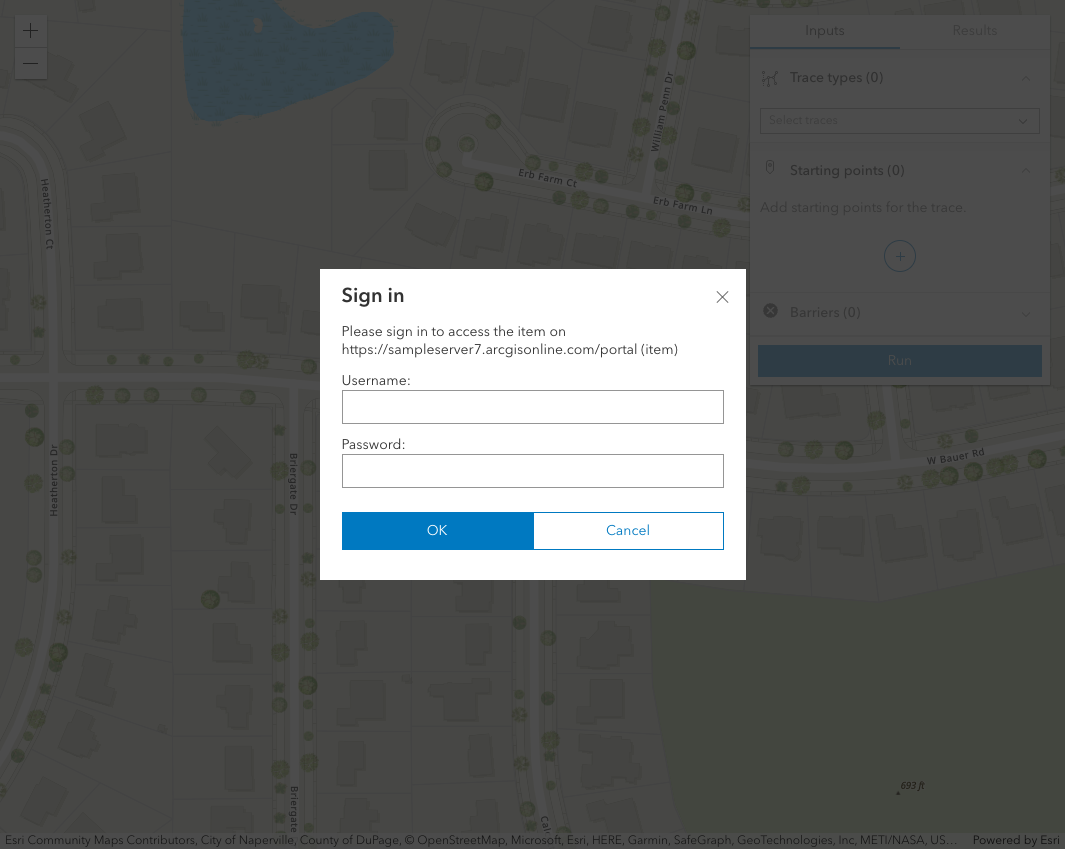 +
Inputs
Results
Trace types (0)
Select traces
Starting points (0)
Add starting points for the trace.
+
Barriers (0)
Run
William Penn Dr
Erb Farm Ct
Erb Farm Ln
Heatherton Ct
Sign in
Please sign in to access the item on
https://sampleserver7.arcgisonline.com/portal (item)
Username:
Password:
OK
Cancel
Heatherton Dr
Briergate Dr
W Bauer Rd
693 ft
Briergate
Esri Community Maps Contributors, City of Naperville, County of DuPage, © OpenStreetMap, Microsoft, Esri, HERE, Garmin, SafeGraph, GeoTechnologies, Inc, METI/NASA, US...
Powered by Esri